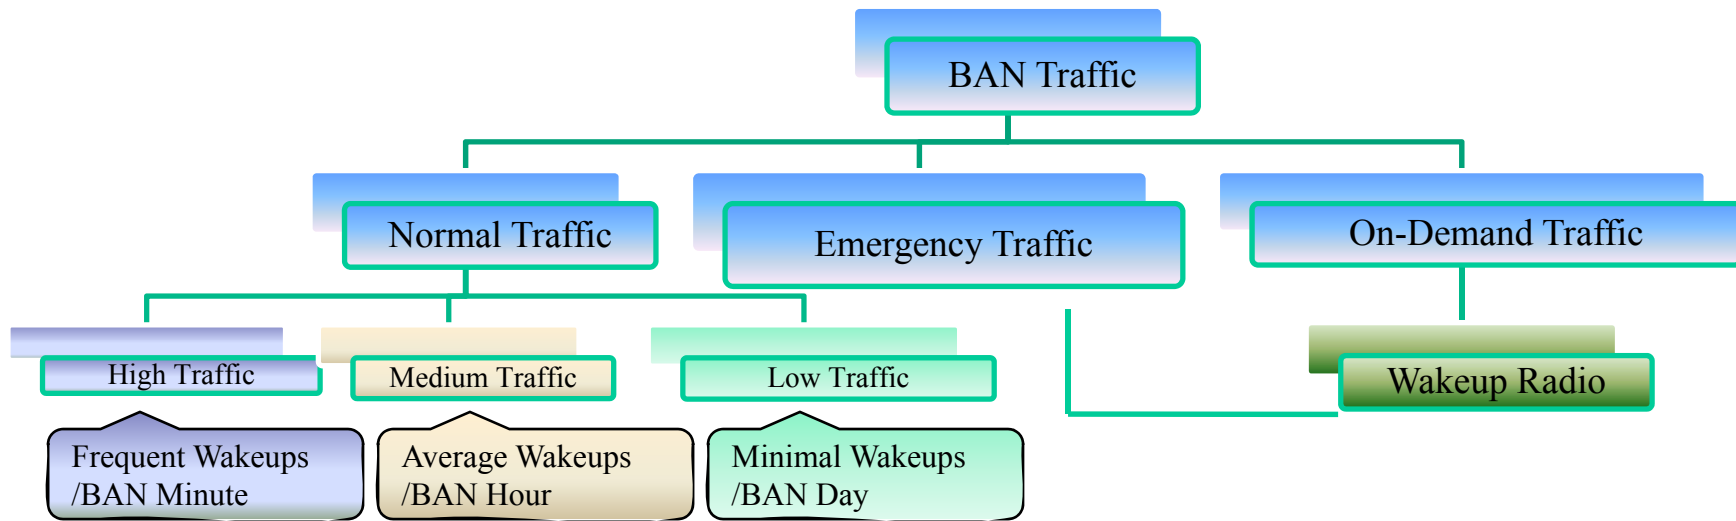 BAN Traffic
Normal Traffic
Emergency Traffic
On-Demand Traffic
High Traffic
Medium Traffic
Low Traffic
Wakeup Radio
Frequent Wakeups
/BAN Minute
Average Wakeups
/BAN Hour
Minimal Wakeups
/BAN Day